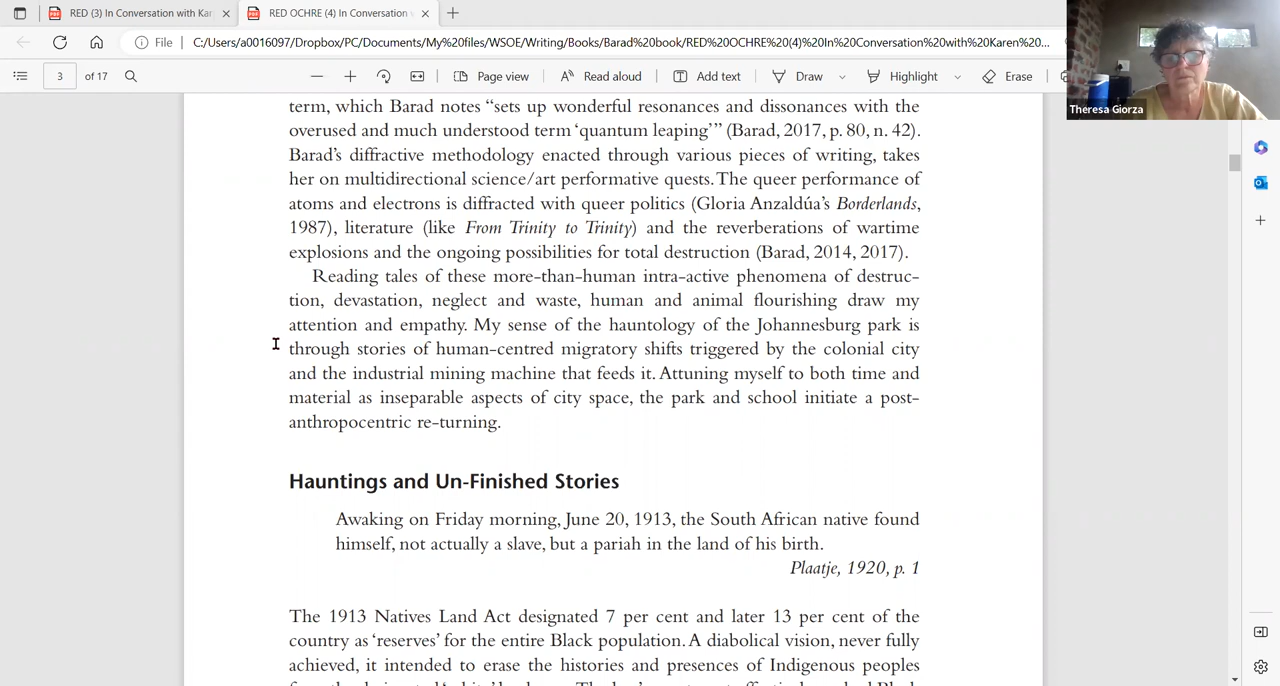 RED (3) In Conversation with Kar
RED OCHRE (4) In Conversation
File
C:/Users/a0016097/Dropbox/PC/Documents/My%20files/WSOE/Writing/Books/Barad%20book/RED%20OCHRE%20(4)%20In%20Conversation%20with%20Karen%20...
3 of 17
Page view
Read aloud
Add text
Draw
Highlight
Erase
Theresa Giorza
term, which Barad notes “sets up wonderful resonances and dissonances with the
overused and much understood term ‘quantum leaping’” (Barad, 2017, p. 80, n. 42).
Barad’s diffractive methodology enacted through various pieces of writing, takes
her on multidirectional science/art performative quests. The queer performance of
atoms and electrons is diffracted with queer politics (Gloria Anzaldúa’s Borderlands,
1987), literature (like From Trinity to Trinity) and the reverberations of wartime
explosions and the ongoing possibilities for total destruction (Barad, 2014, 2017).
Reading tales of these more-than-human intra-active phenomena of destruc-
tion, devastation, neglect and waste, human and animal flourishing draw my
attention and empathy. My sense of the hauntology of the Johannesburg park is
through stories of human-centred migratory shifts triggered by the colonial city
and the industrial mining machine that feeds it. Attuning myself to both time and
material as inseparable aspects of city space, the park and school initiate a post-
anthropocentric re-turning.
Hauntings and Un-Finished Stories
Awaking on Friday morning, June 20, 1913, the South African native found
himself, not actually a slave, but a pariah in the land of his birth.
Plaatje, 1920, p. 1
The 1913 Natives Land Act designated 7 per cent and later 13 per cent of the
country as ‘reserves’ for the entire Black population. A diabolical vision, never fully
achieved, it intended to erase the histories and presences of Indigenous peoples